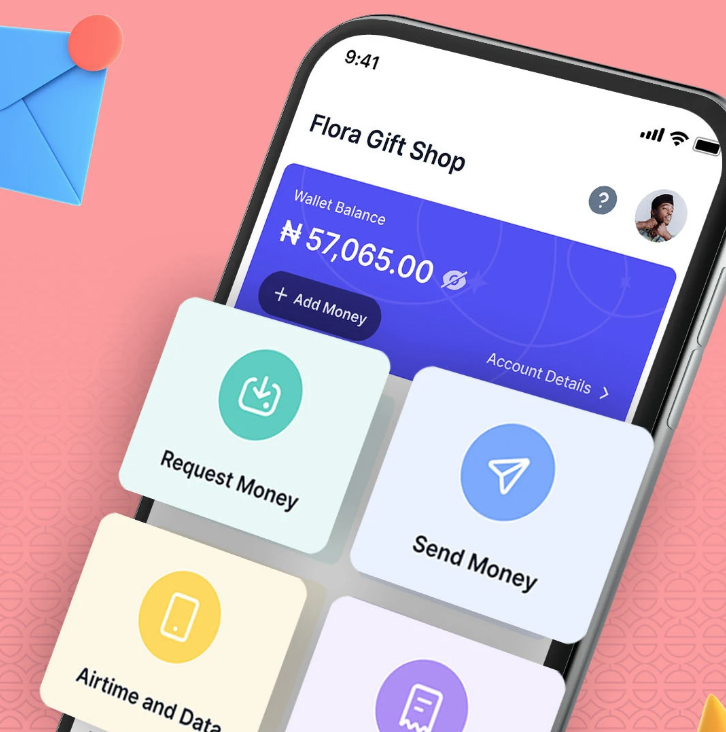 9:41
Flora Gift Shop
?
Wallet Balance
₦ 57,065.00
+ Add Money
Account Details >
Request Money
Send Money
Airtime and Data